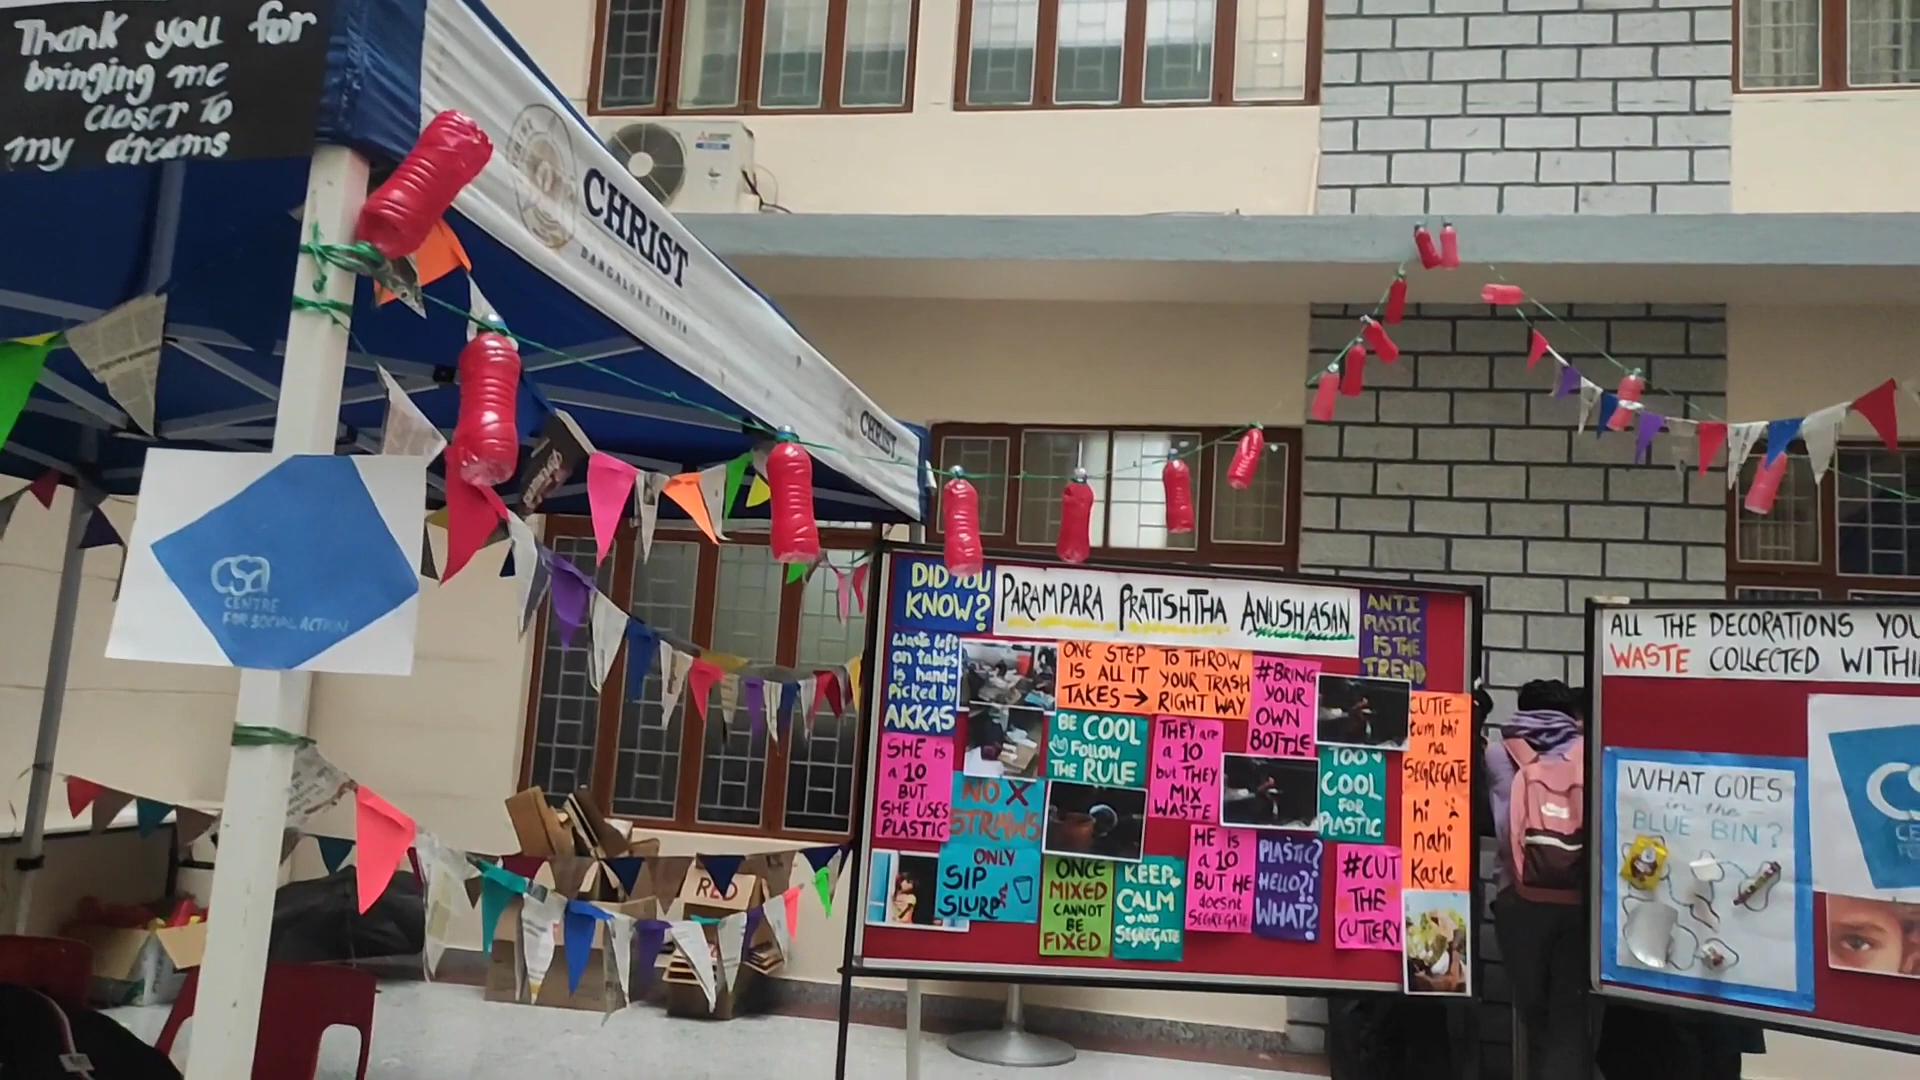 Thank you for
bringing me
closer to
my dreams
CHRIST
BANGALORE · INDIA
CHRIST
csa
CENTRE
FOR SOCIAL ACTION
RED
DID YOU
KNOW?
Waste left
on tables
is hand-
picked by
AKKAS
PARAMPARA PRATISHTHA ANUSHASAN
ANTI
PLASTIC
IS THE
TREND
ONE STEP
IS ALL IT
TAKES →
TO THROW
YOUR TRASH
RIGHT WAY
#BRING
YOUR
OWN
BOTTLE
CUTIE
tum bhi
na
SEGREGATE
hi
nahi
Karte
SHE is
a 10
BUT
SHE USES
PLASTIC
BE COOL
FOLLOW
THE RULE
THEY are
a 10
but THEY
MIX
WASTE
TOO
COOL
FOR
PLASTIC
NO X
STRAWS
ONLY
SIP
SLURP
ONCE
MIXED
CANNOT
BE
FIXED
KEEP
CALM
AND
SEGREGATE
HE IS
a 10
BUT HE
doesnt
SEGREGATE
PLASTIC?
HELLO?!
WHAT?
#CUT
THE
CUTLERY
ALL THE DECORATIONS YOU
WASTE COLLECTED WITHI
WHAT GOES
in the
BLUE BIN?